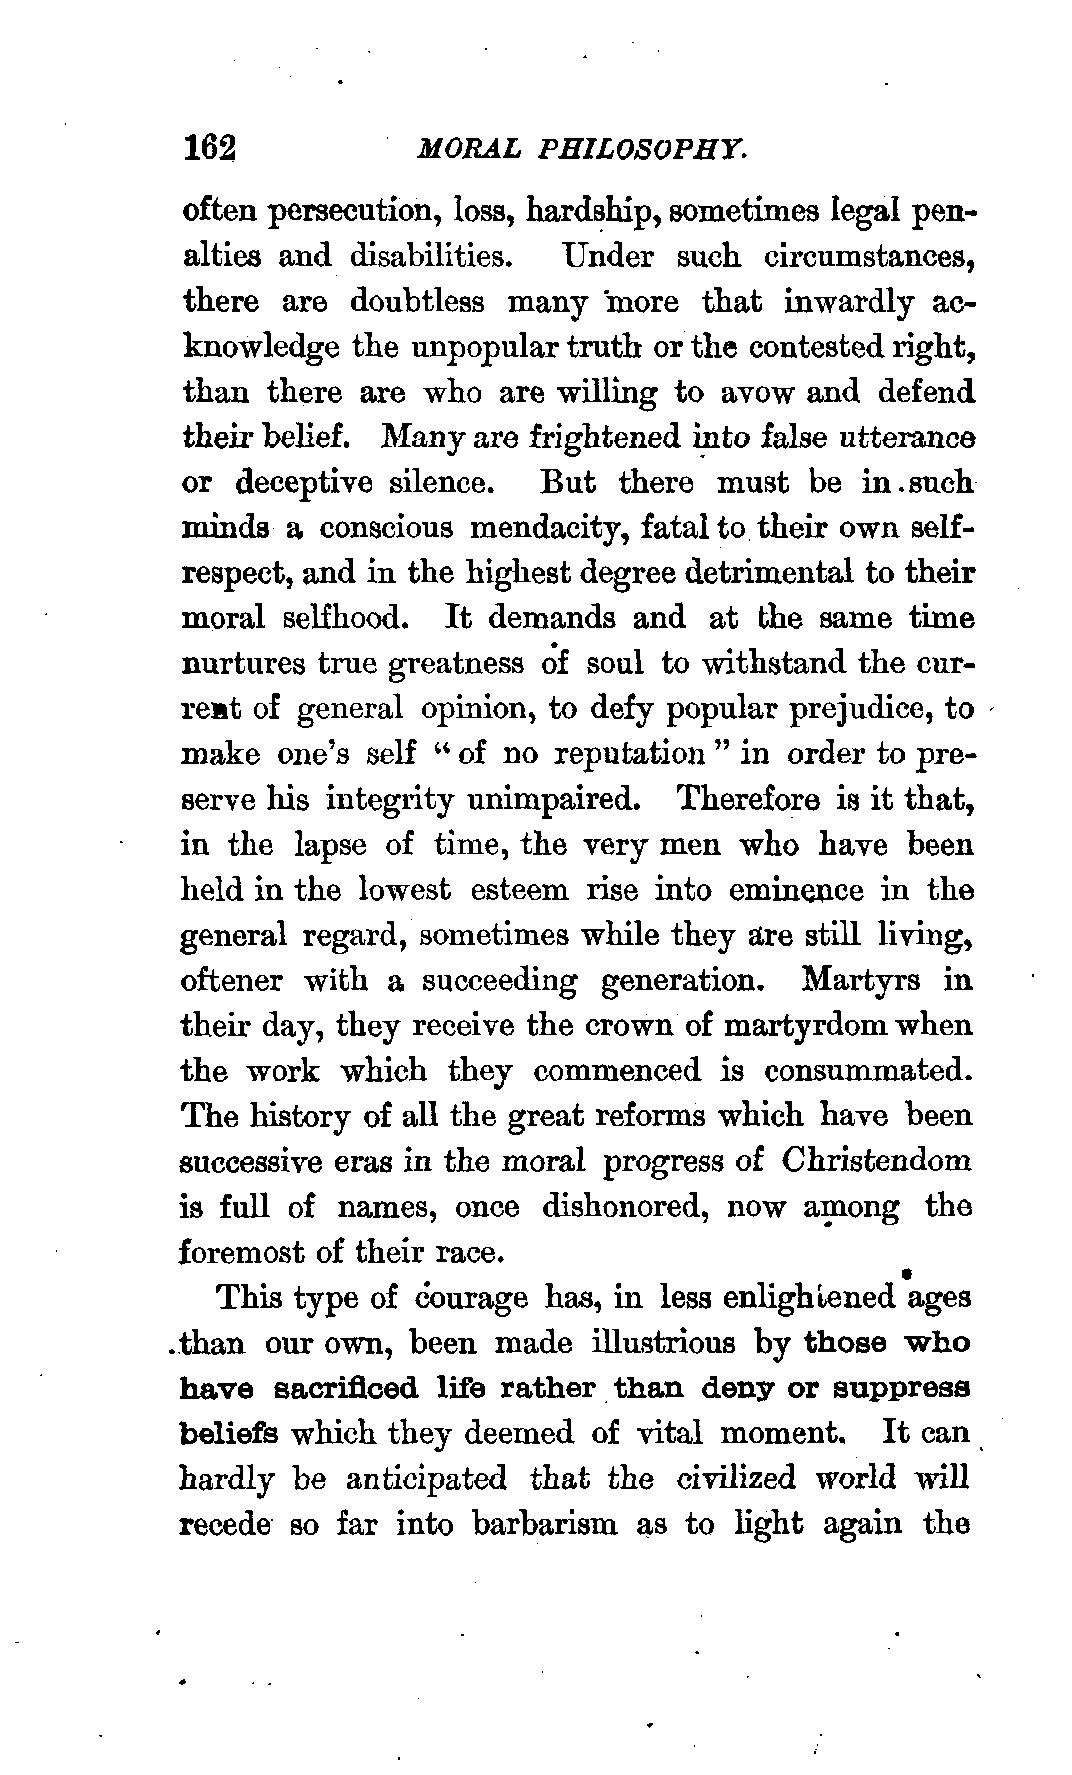 162 MORAL PHILOSOPHY.
often persecution, loss, hardship, sometimes legal pen-
alties and disabilities. Under such circumstances,
there are doubtless many more that inwardly ac-
knowledge the unpopular truth or the contested right,
than there are who are willing to avow and defend
their belief. Many are frightened into false utterance
or deceptive silence. But there must be in such
minds a conscious mendacity, fatal to their own self-
respect, and in the highest degree detrimental to their
moral selfhood. It demands and at the same time
nurtures true greatness of soul to withstand the cur-
rent of general opinion, to defy popular prejudice, to
make one's self "of no reputation" in order to pre-
serve his integrity unimpaired. Therefore is it that,
in the lapse of time, the very men who have been
held in the lowest esteem rise into eminence in the
general regard, sometimes while they are still living,
oftener with a succeeding generation. Martyrs in
their day, they receive the crown of martyrdom when
the work which they commenced is consummated.
The history of all the great reforms which have been
successive eras in the moral progress of Christendom
is full of names, once dishonored, now among the
foremost of their race.
This type of courage has, in less enlightened ages
than our own, been made illustrious by those who
have sacrificed life rather than deny or suppress
beliefs which they deemed of vital moment. It can
hardly be anticipated that the civilized world will
recede so far into barbarism as to light again the